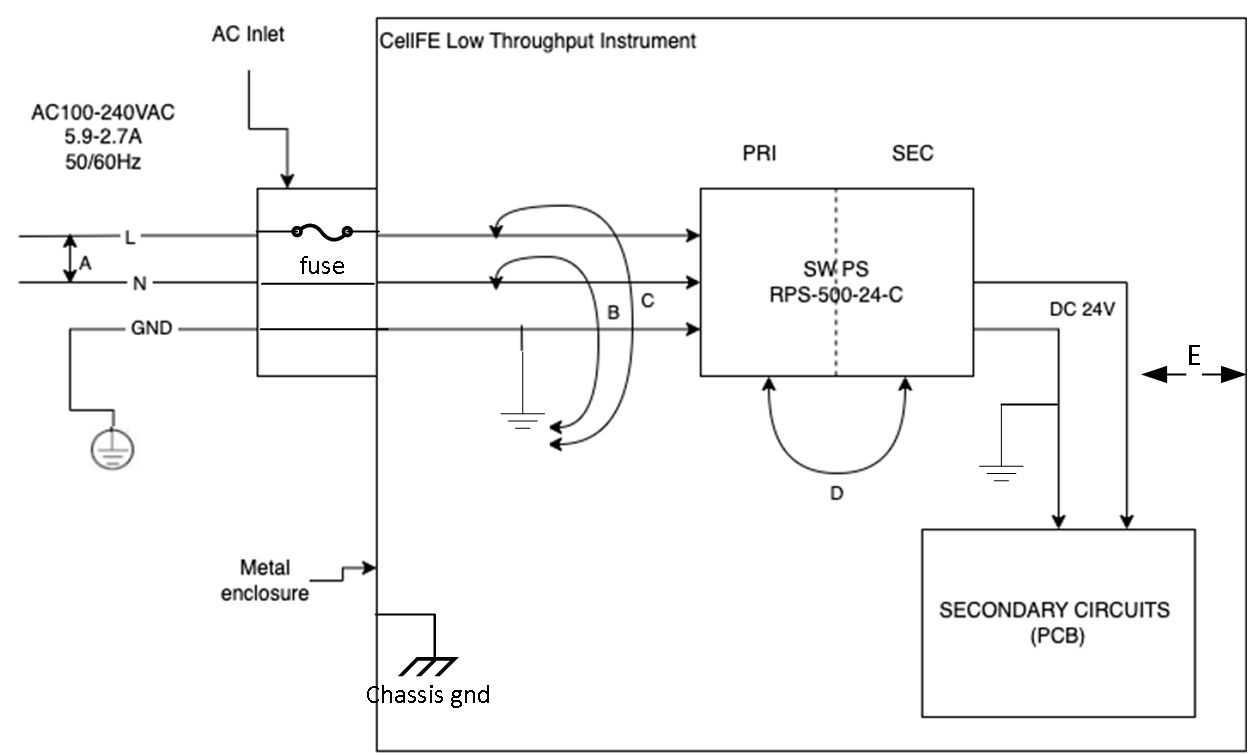 AC Inlet
CellFE Low Throughput Instrument
AC100-240VAC
5.9-2.7A
50/60Hz
PRI
SEC
L
A
fuse
N
GND
SW PS
RPS-500-24-C
B
C
DC 24V
E
D
Metal
enclosure
SECONDARY CIRCUITS
(PCB)
Chassis gnd